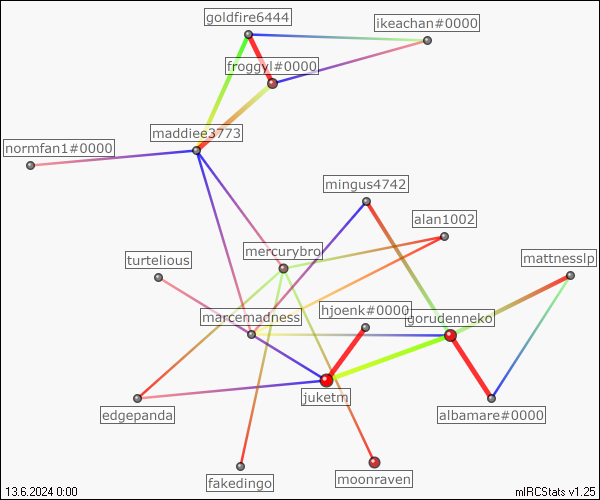 goldfire6444
ikeachan#0000
froggyl#0000
maddiee3773
normfan1#0000
mingus4742
alan1002
mercurybro
turtelious
mattnesslp
hjoenk#0000
marcemadness
gorudenneko
juketm
edgepanda
albamare#0000
fakedingo
moonraven
13.6.2024 0:00
mIRCStats v1.25